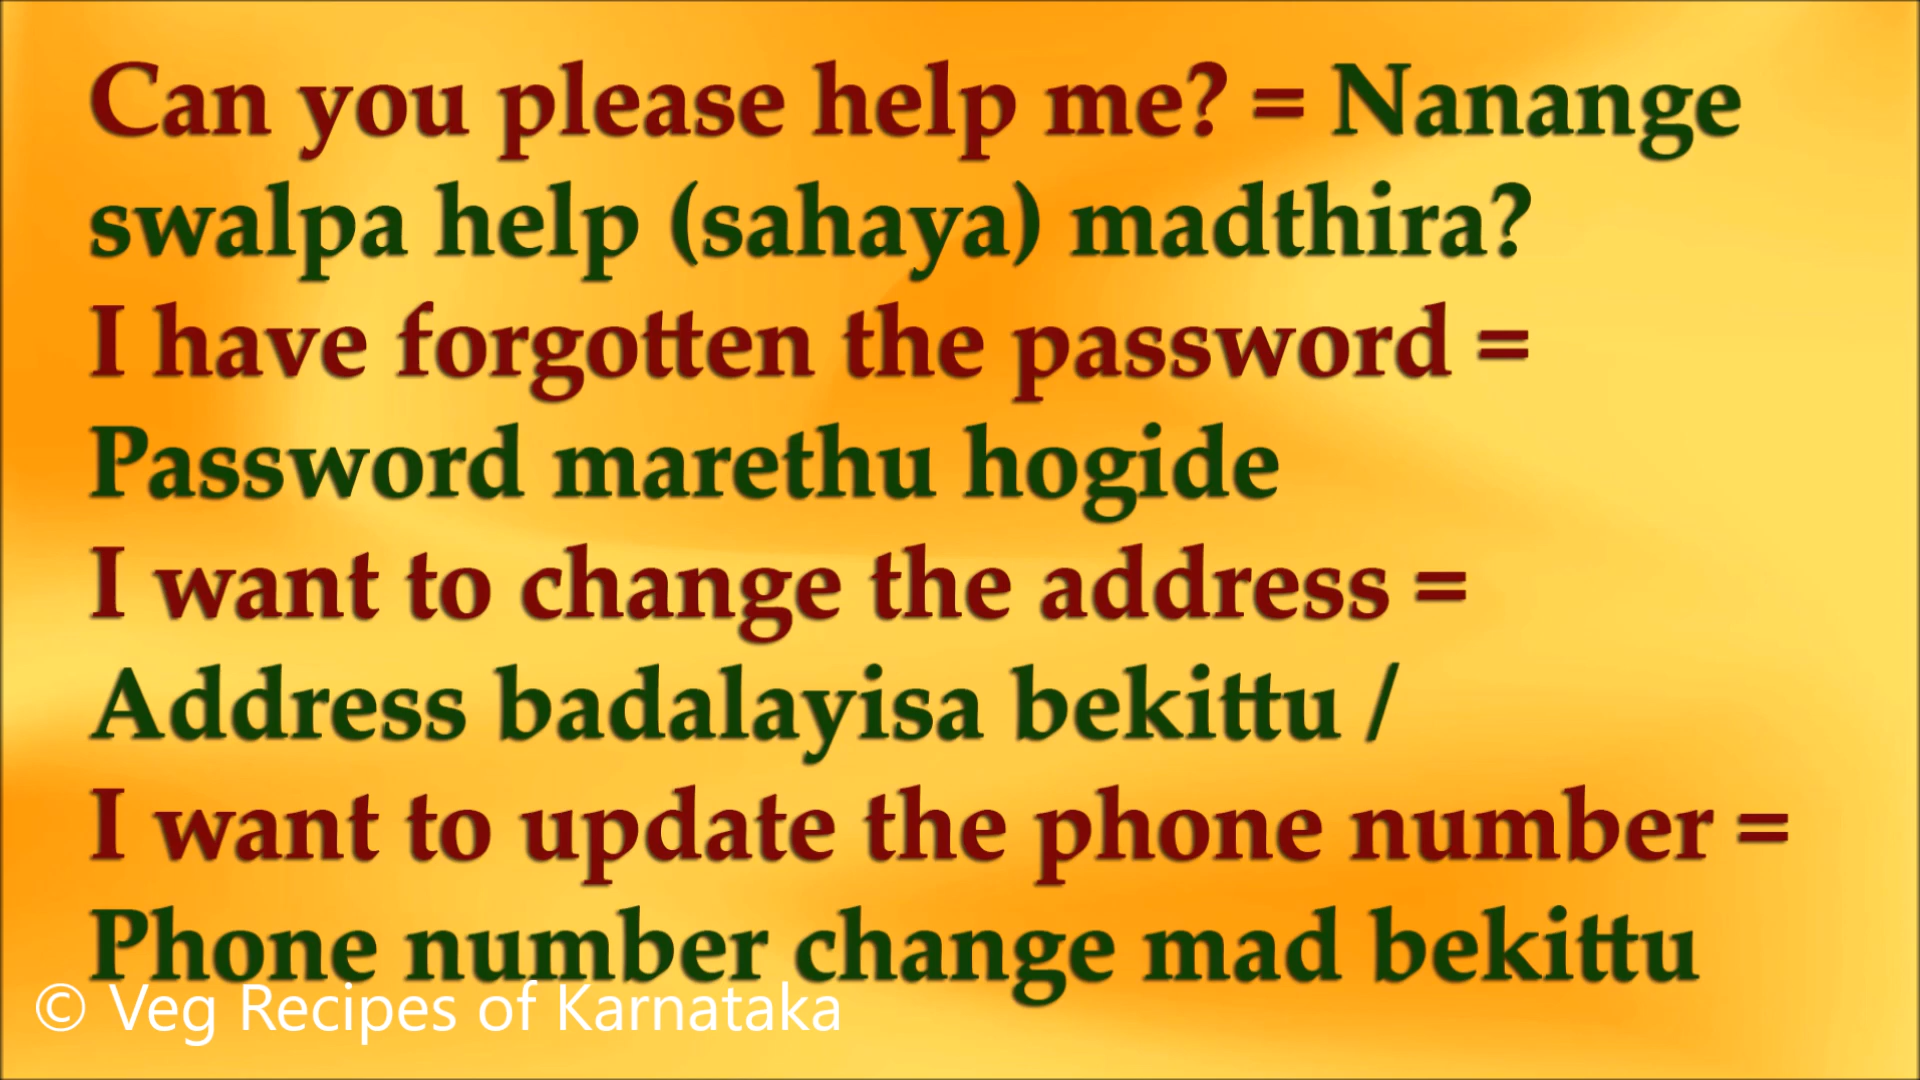 Can you please help me? = Nanange
swalpa help (sahaya) madthira?
I have forgotten the password =
Password marethu hogide
I want to change the address =
Address badalayisa bekittu /
I want to update the phone number =
Phone number change mad bekittu
© Veg Recipes of Karnataka